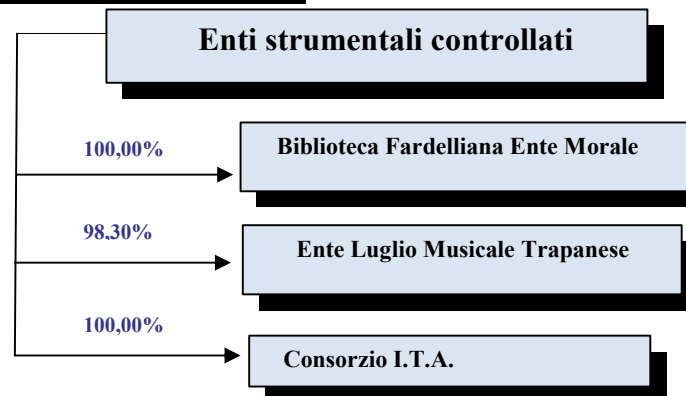 Enti strumentali controllati
100,00%
Biblioteca Fardelliana Ente Morale
98,30%
Ente Luglio Musicale Trapanese
100,00%
Consorzio I.T.A.